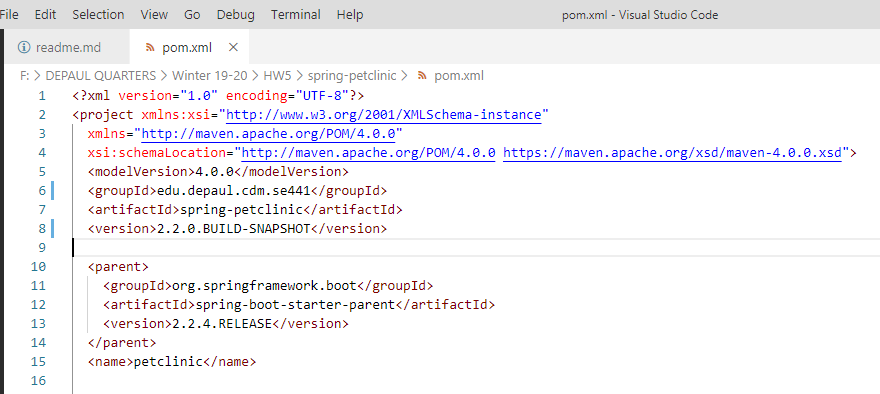 File Edit Selection View Go Debug Terminal Help pom.xml - Visual Studio Code
readme.md pom.xml
F: > DEPAUL QUARTERS > Winter 19-20 > HW5 > spring-petclinic > pom.xml
1 <?xml version="1.0" encoding="UTF-8"?>
2 <project xmlns:xsi="http://www.w3.org/2001/XMLSchema-instance"
3 xmlns="http://maven.apache.org/POM/4.0.0"
4 xsi:schemaLocation="http://maven.apache.org/POM/4.0.0 https://maven.apache.org/xsd/maven-4.0.0.xsd">
5 <modelVersion>4.0.0</modelVersion>
6 <groupId>edu.depaul.cdm.se441</groupId>
7 <artifactId>spring-petclinic</artifactId>
8 <version>2.2.0.BUILD-SNAPSHOT</version>
9
10 <parent>
11 <groupId>org.springframework.boot</groupId>
12 <artifactId>spring-boot-starter-parent</artifactId>
13 <version>2.2.4.RELEASE</version>
14 </parent>
15 <name>petclinic</name>
16